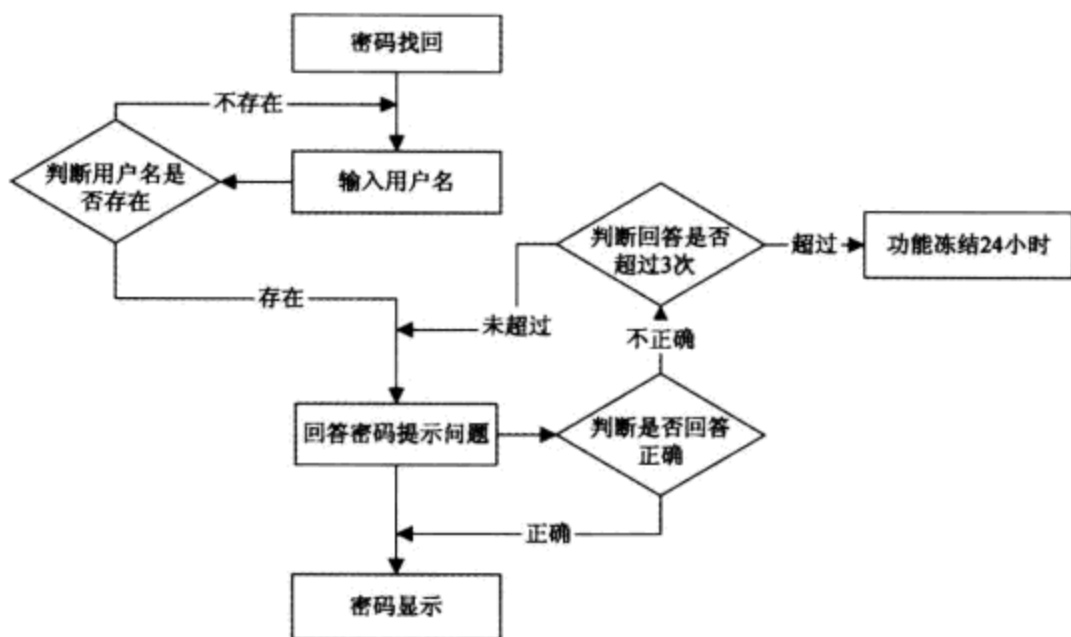 密码找回
不存在
判断用户名是
否存在
输入用户名
判断回答是否
超过3次
超过
功能冻结24小时
存在
未超过
不正确
回答密码提示问题
判断是否回答
正确
正确
密码显示